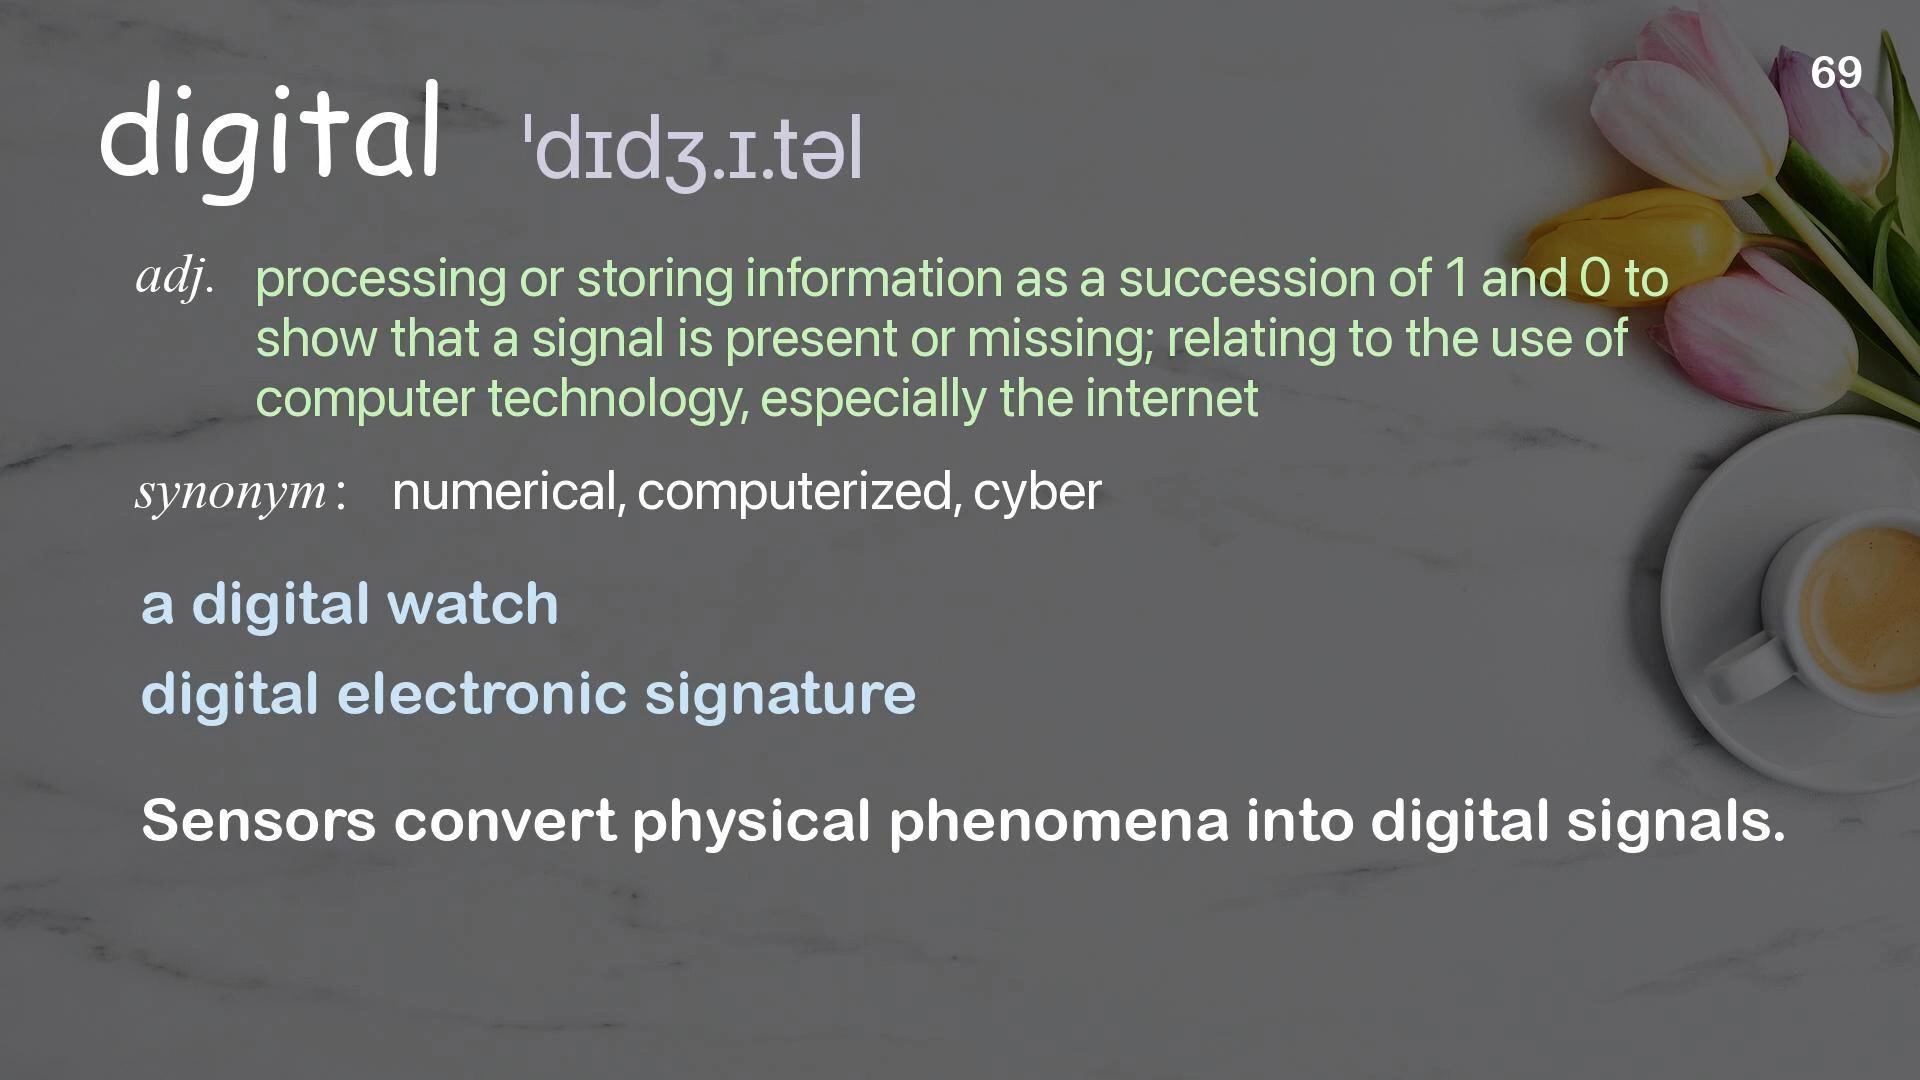 69
digital ˈdɪdʒ.ɪ.təl
adj. processing or storing information as a succession of 1 and 0 to
show that a signal is present or missing; relating to the use of
computer technology, especially the internet
synonym : numerical, computerized, cyber
a digital watch
digital electronic signature
Sensors convert physical phenomena into digital signals.